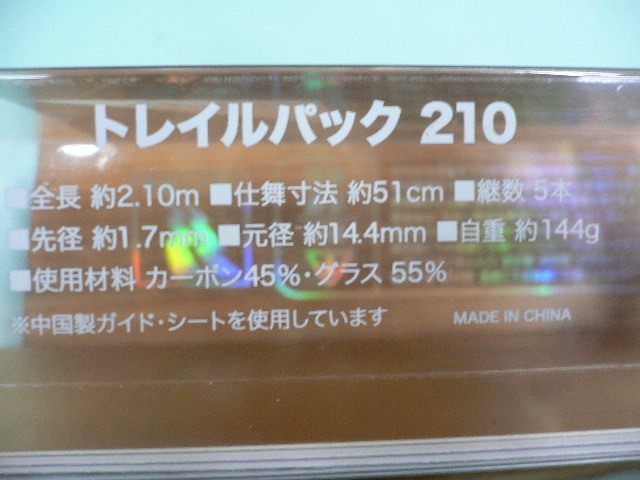 トレイルパック 210
■全長 約2.10m ■仕舞寸法 約51cm ■継数 5本
■先径 約1.7mm ■元径 約14.4mm ■自重 約144g
■使用材料 カーボン45%・グラス 55%
※中国製ガイド・シートを使用しています MADE IN CHINA